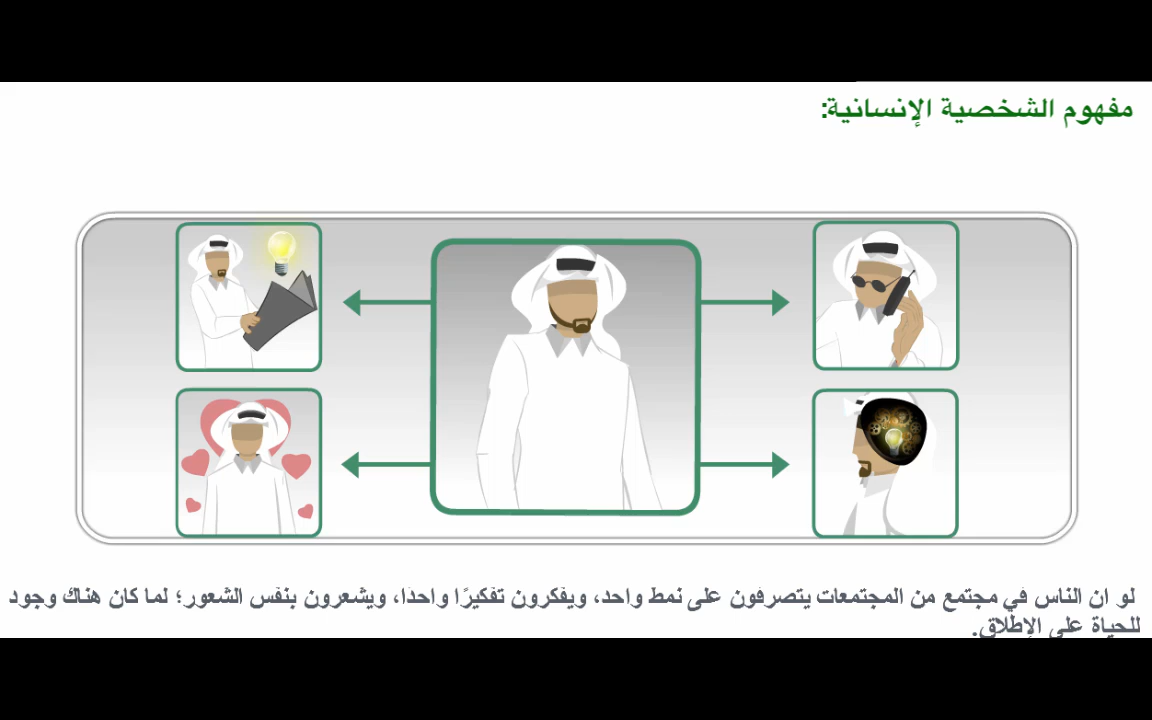 مفهوم الشخصية الإنسانية:
لو ان الناس في مجتمع من المجتمعات يتصرفون على نمط واحد، ويفكرون تفكيرًا واحدًا، ويشعرون بنفس الشعور؛ لما كان هناك وجود
للحياة على الإطلاق.